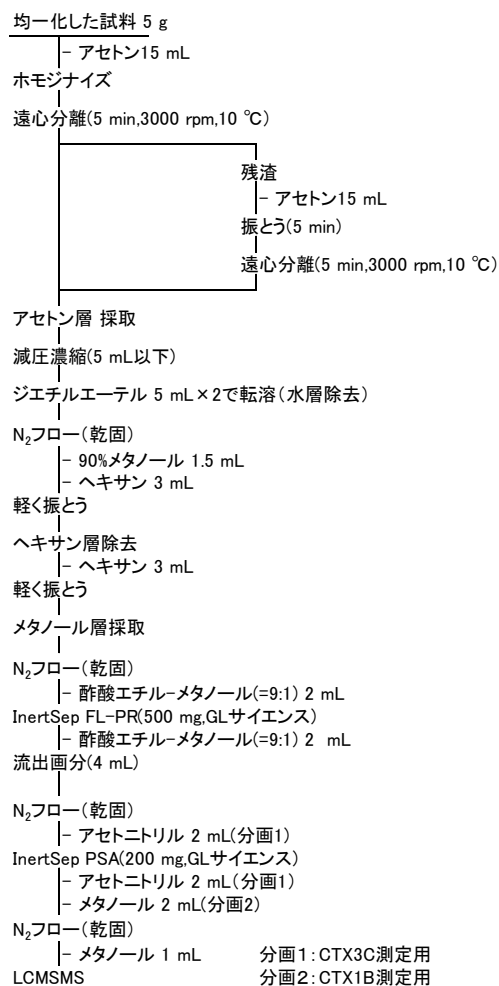 均一化した試料 5 g
- アセトン15 mL
ホモジナイズ
遠心分離(5 min,3000 rpm,10 ℃)
残渣
- アセトン15 mL
振とう(5 min)
遠心分離(5 min,3000 rpm,10 ℃)
アセトン層 採取
減圧濃縮(5 mL以下)
ジエチルエーテル 5 mL×2で転溶(水層除去)
N₂フロー(乾固)
- 90%メタノール 1.5 mL
- ヘキサン 3 mL
軽く振とう
ヘキサン層除去
- ヘキサン 3 mL
軽く振とう
メタノール層採取
N₂フロー(乾固)
- 酢酸エチル-メタノール(=9:1) 2 mL
InertSep FL-PR(500 mg,GLサイエンス)
- 酢酸エチル-メタノール(=9:1) 2 mL
流出画分(4 mL)
N₂フロー(乾固)
- アセトニトリル 2 mL(分画1)
InertSep PSA(200 mg,GLサイエンス)
- アセトニトリル 2 mL(分画1)
- メタノール 2 mL(分画2)
N₂フロー(乾固)
- メタノール 1 mL 分画1:CTX3C測定用
LCMSMS 分画2:CTX1B測定用